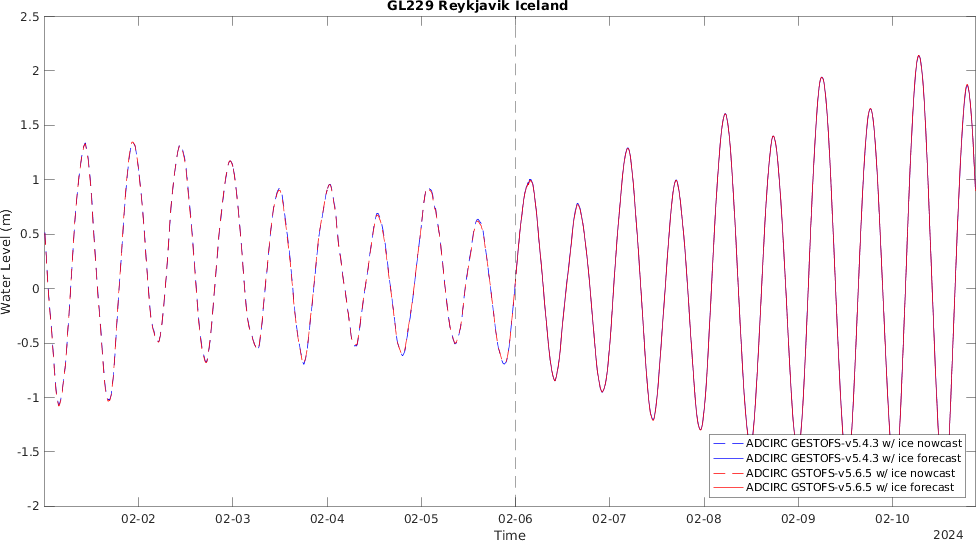 GL229 Reykjavik Iceland
Water Level (m)
2.5
2
1.5
1
0.5
0
-0.5
-1
-1.5
-2
ADCIRC GESTOFS-v5.4.3 w/ ice nowcast
ADCIRC GESTOFS-v5.4.3 w/ ice forecast
ADCIRC GSTOFS-v5.6.5 w/ ice nowcast
ADCIRC GSTOFS-v5.6.5 w/ ice forecast
02-02 02-03 02-04 02-05 02-06 02-07 02-08 02-09 02-10
Time
2024